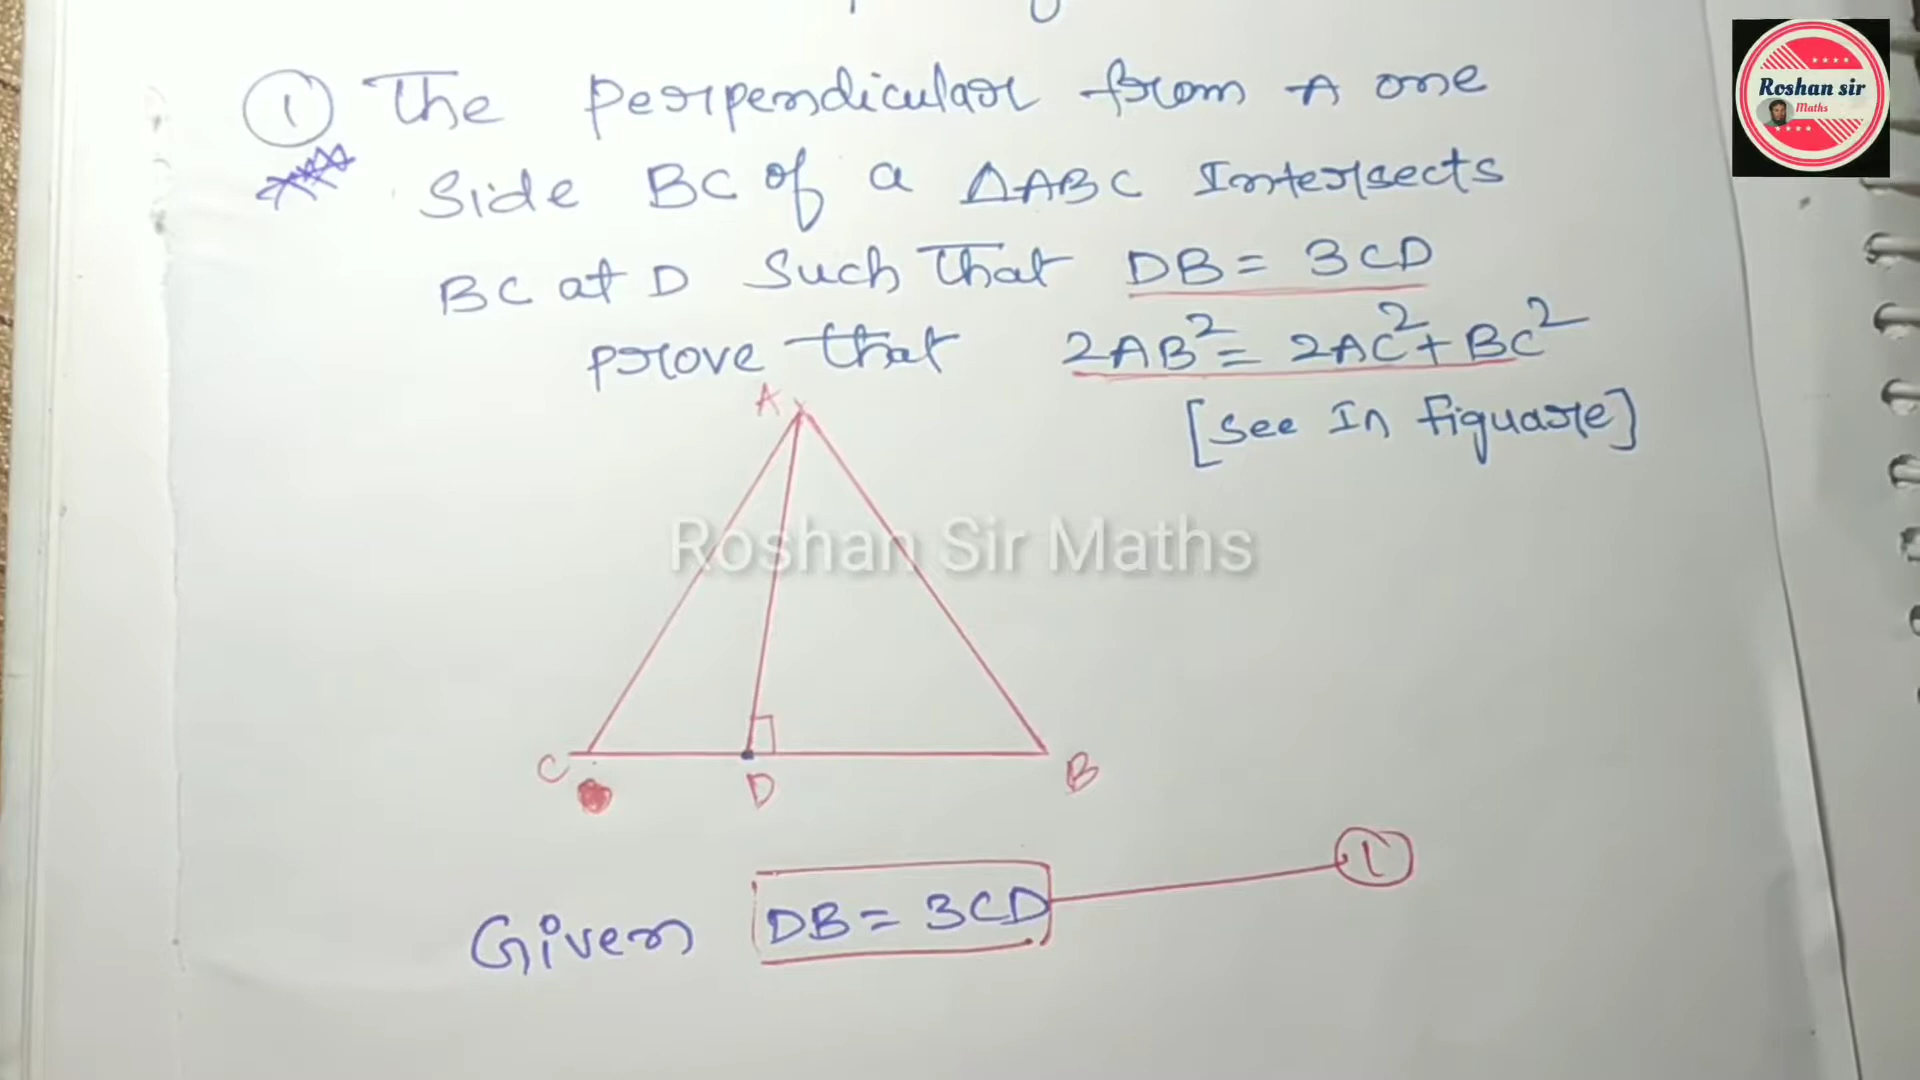 ① The perpendicular from A one
Side BC of a △ABC Intersects
BC at D Such that DB = 3CD
prove that 2AB² = 2AC² + BC²
[See In figuare]
A
Roshan Sir Maths
C
D
B
Given DB = 3CD ①
Roshan sir
Maths